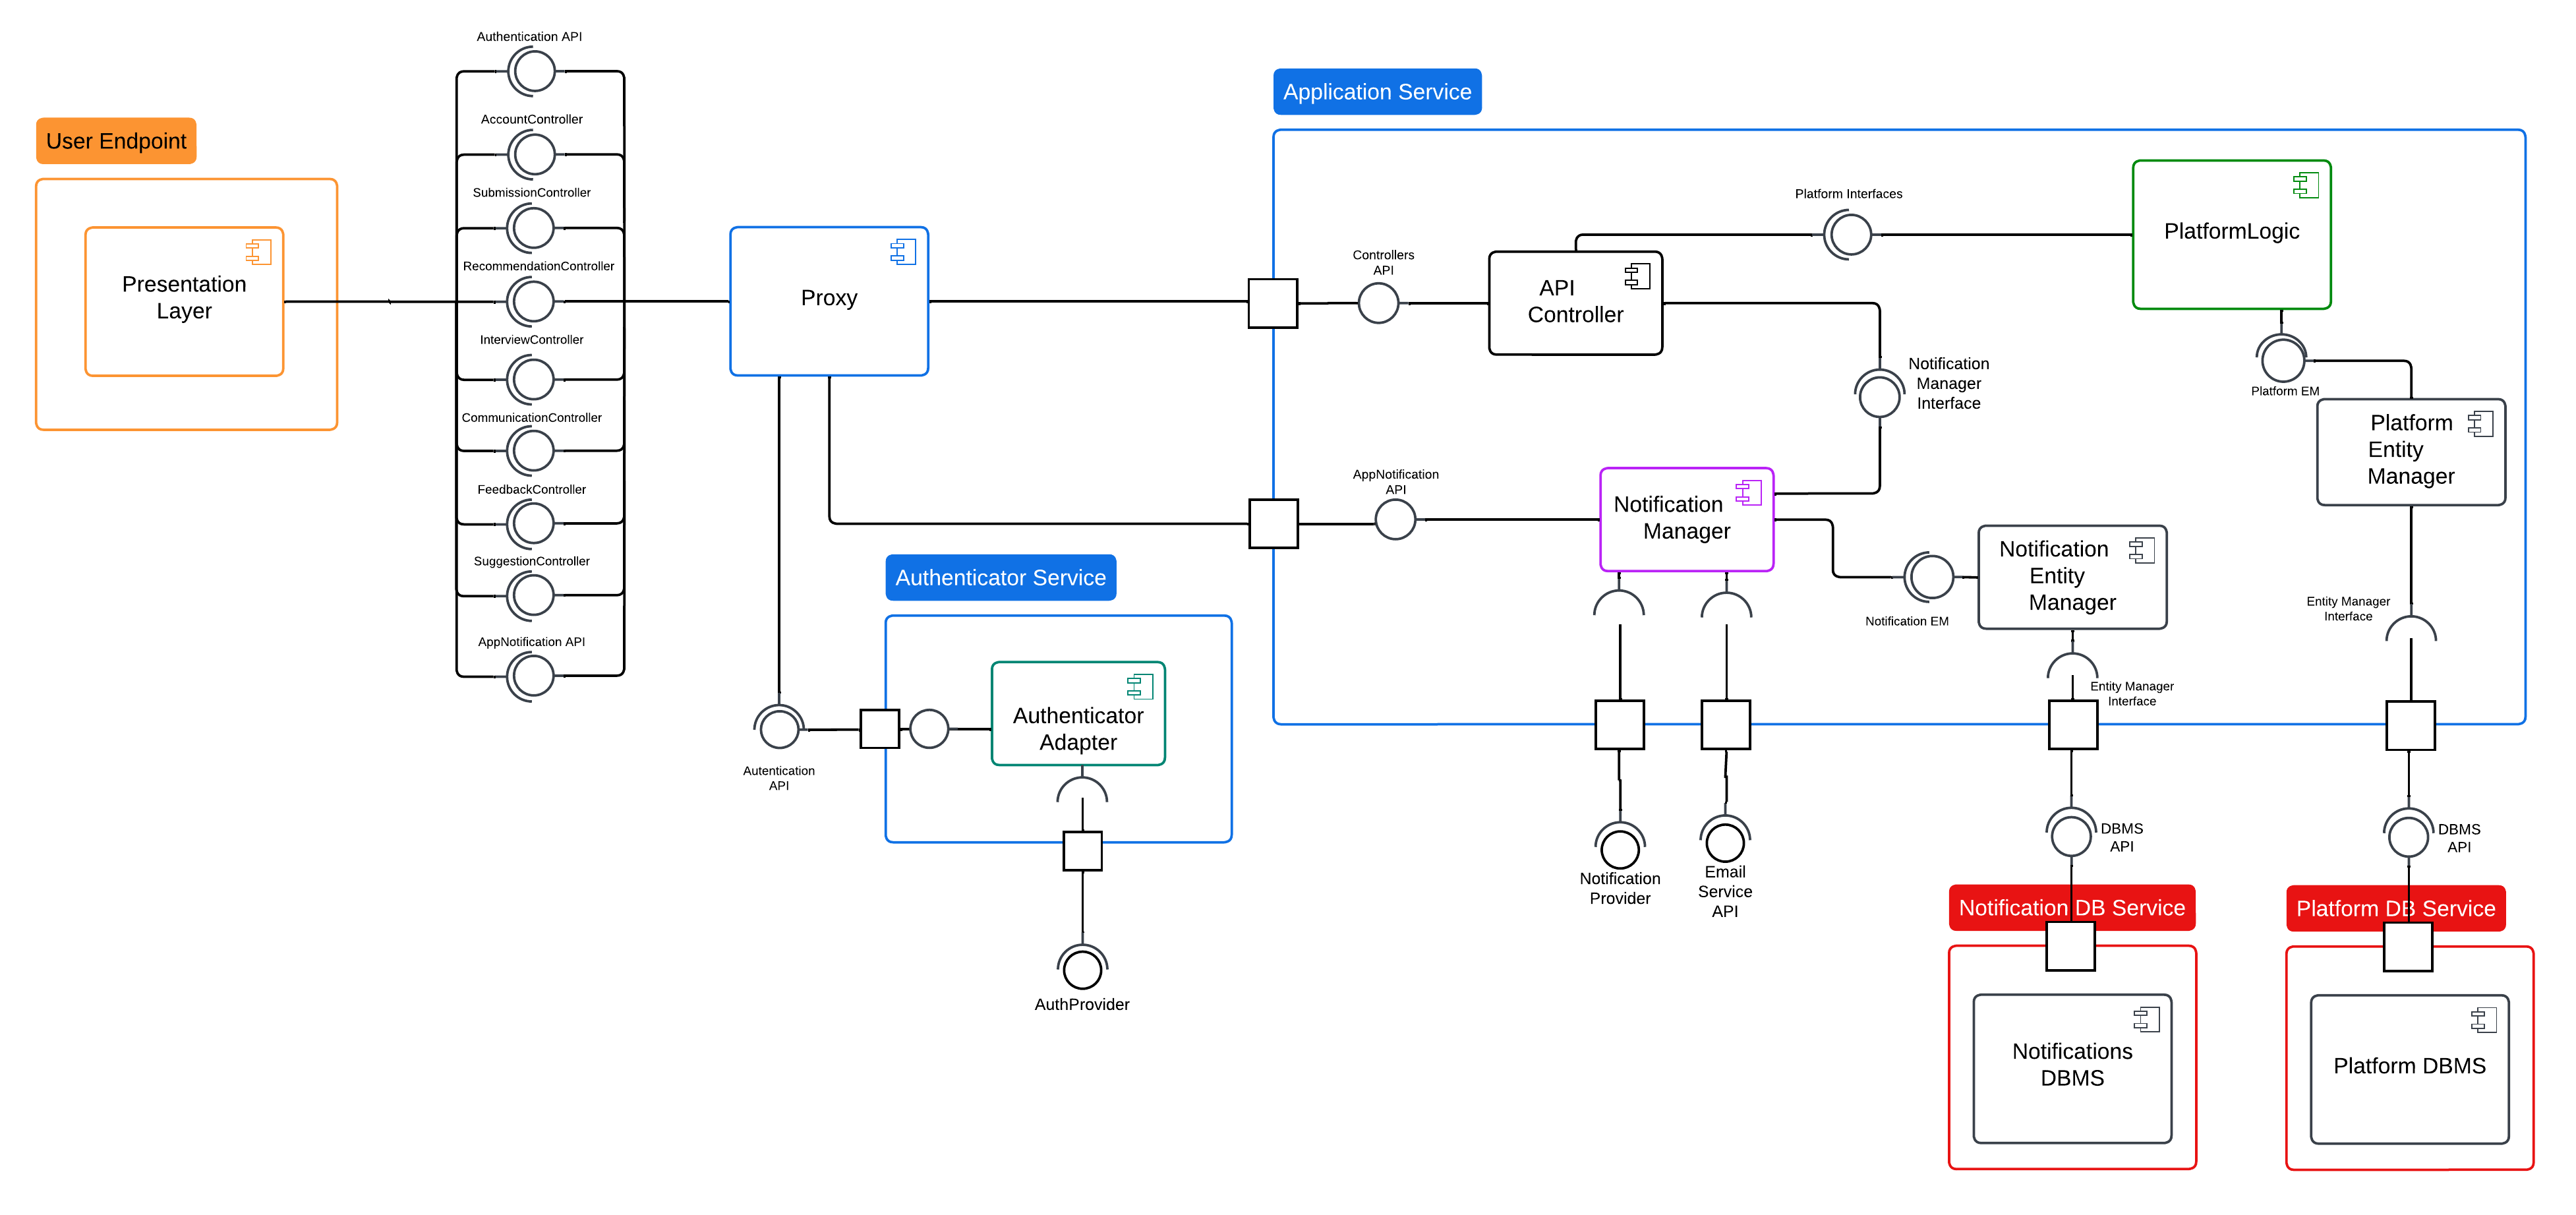 Authentication API
AccountController
SubmissionController
RecommendationController
InterviewController
CommunicationController
FeedbackController
SuggestionController
AppNotification API
User Endpoint
Presentation
Layer
Proxy
Application Service
Controllers
API
API
Controller
Platform Interfaces
PlatformLogic
Notification
Manager
Interface
Platform EM
Platform
Entity
Manager
AppNotification
API
Notification
Manager
Notification
Entity
Manager
Notification EM
Entity Manager
Interface
Entity Manager
Interface
Authenticator Service
Authenticator
Adapter
Autentication
API
AuthProvider
Notification
Provider
Email
Service
API
DBMS
API
DBMS
API
Notification DB Service
Platform DB Service
Notifications
DBMS
Platform DBMS